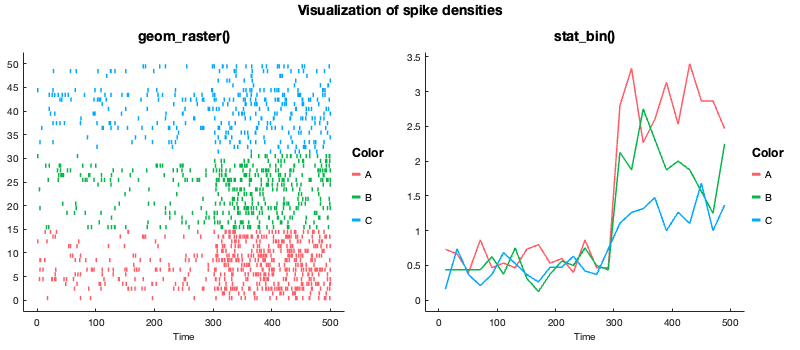 Visualization of spike densities
geom_raster()
50
45
40
35
30
25
20
15
10
5
0
0 100 200 300 400 500
Time
Color
A
B
C
stat_bin()
3.5
3
2.5
2
1.5
1
0.5
0
0 100 200 300 400 500
Time
Color
A
B
C